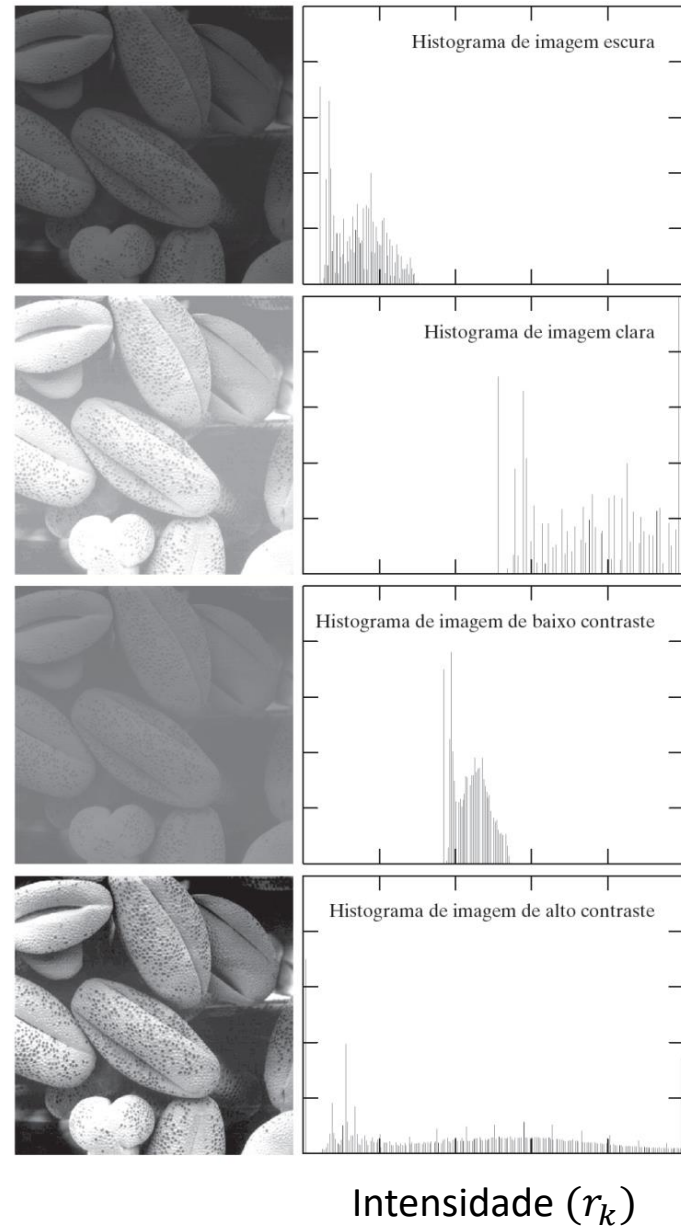 Histograma de imagem escura
Histograma de imagem clara
Histograma de imagem de baixo contraste
Histograma de imagem de alto contraste
Intensidade (r_k)